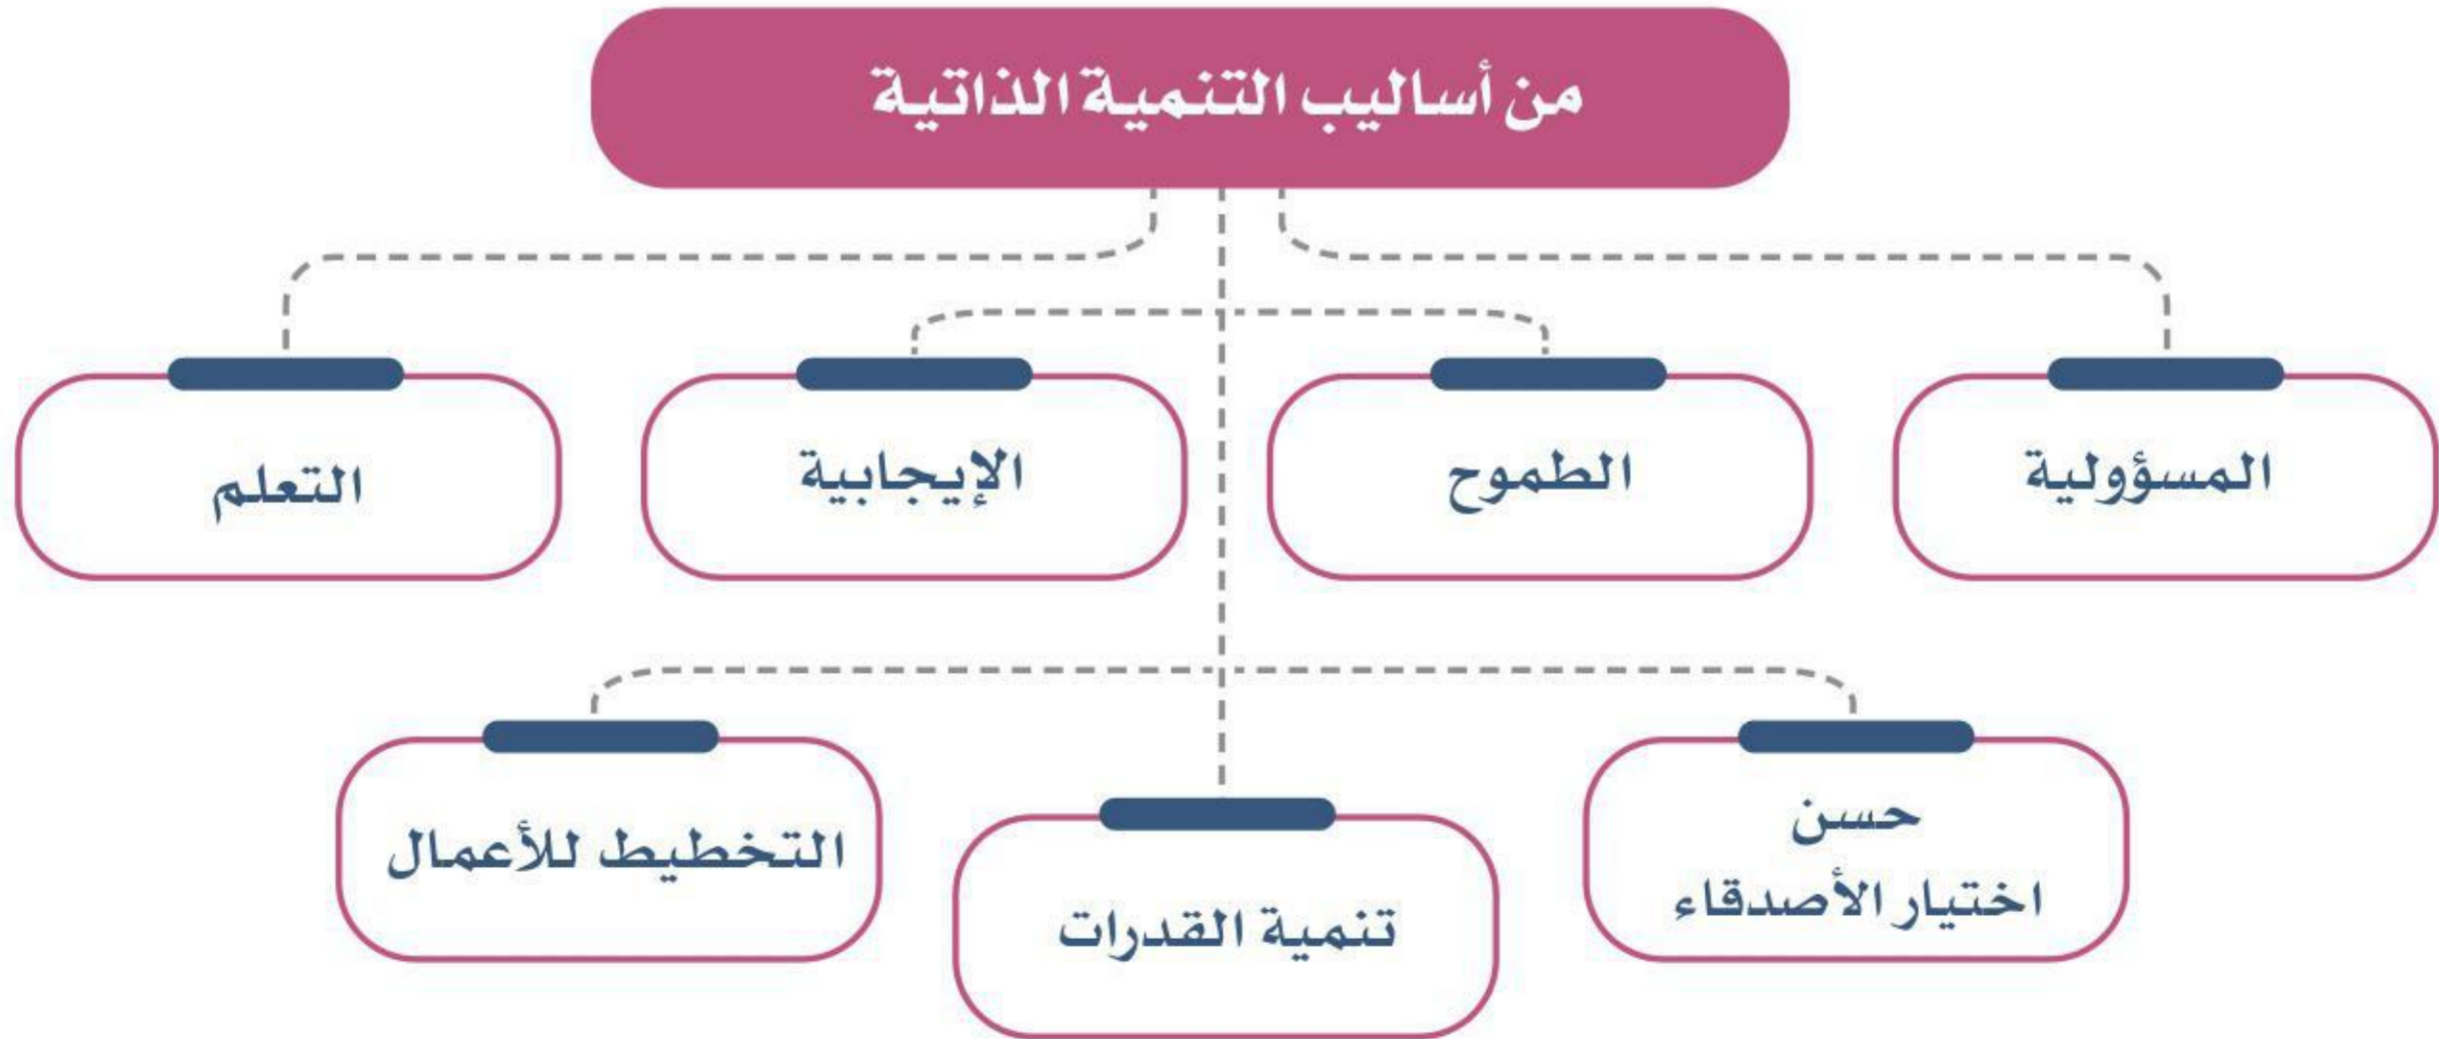 من أساليب التنمية الذاتية
المسؤولية
الطموح
الإيجابية
التعلم
حسن
اختيار الأصدقاء
تنمية القدرات
التخطيط للأعمال